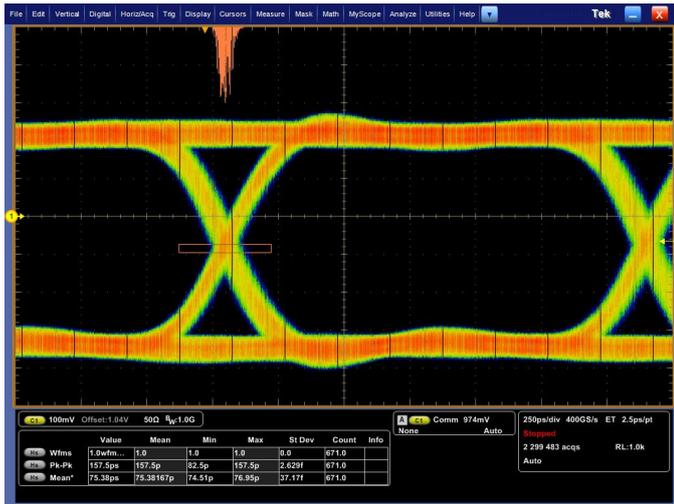 File Edit Vertical Digital Horiz/Acq Trig Display Cursors Measure Mask Math MyScope Analyze Utilities Help Tek X
1
C1 100mV Offset:1.04V 50Ω BW:1.0G
A C1 Comm 974mV
None Auto
250ps/div 400GS/s ET 2.5ps/pt
Stopped
2 299 483 acqs RL:1.0k
Auto
Value Mean Min Max St Dev Count Info
Hs Wfms 1.0wfm... 1.0 1.0 1.0 0.0 671.0
Hs Pk-Pk 157.5ps 157.5p 82.5p 157.5p 2.629f 671.0
Hs Mean* 75.38ps 75.38167p 74.51p 76.95p 37.17f 671.0